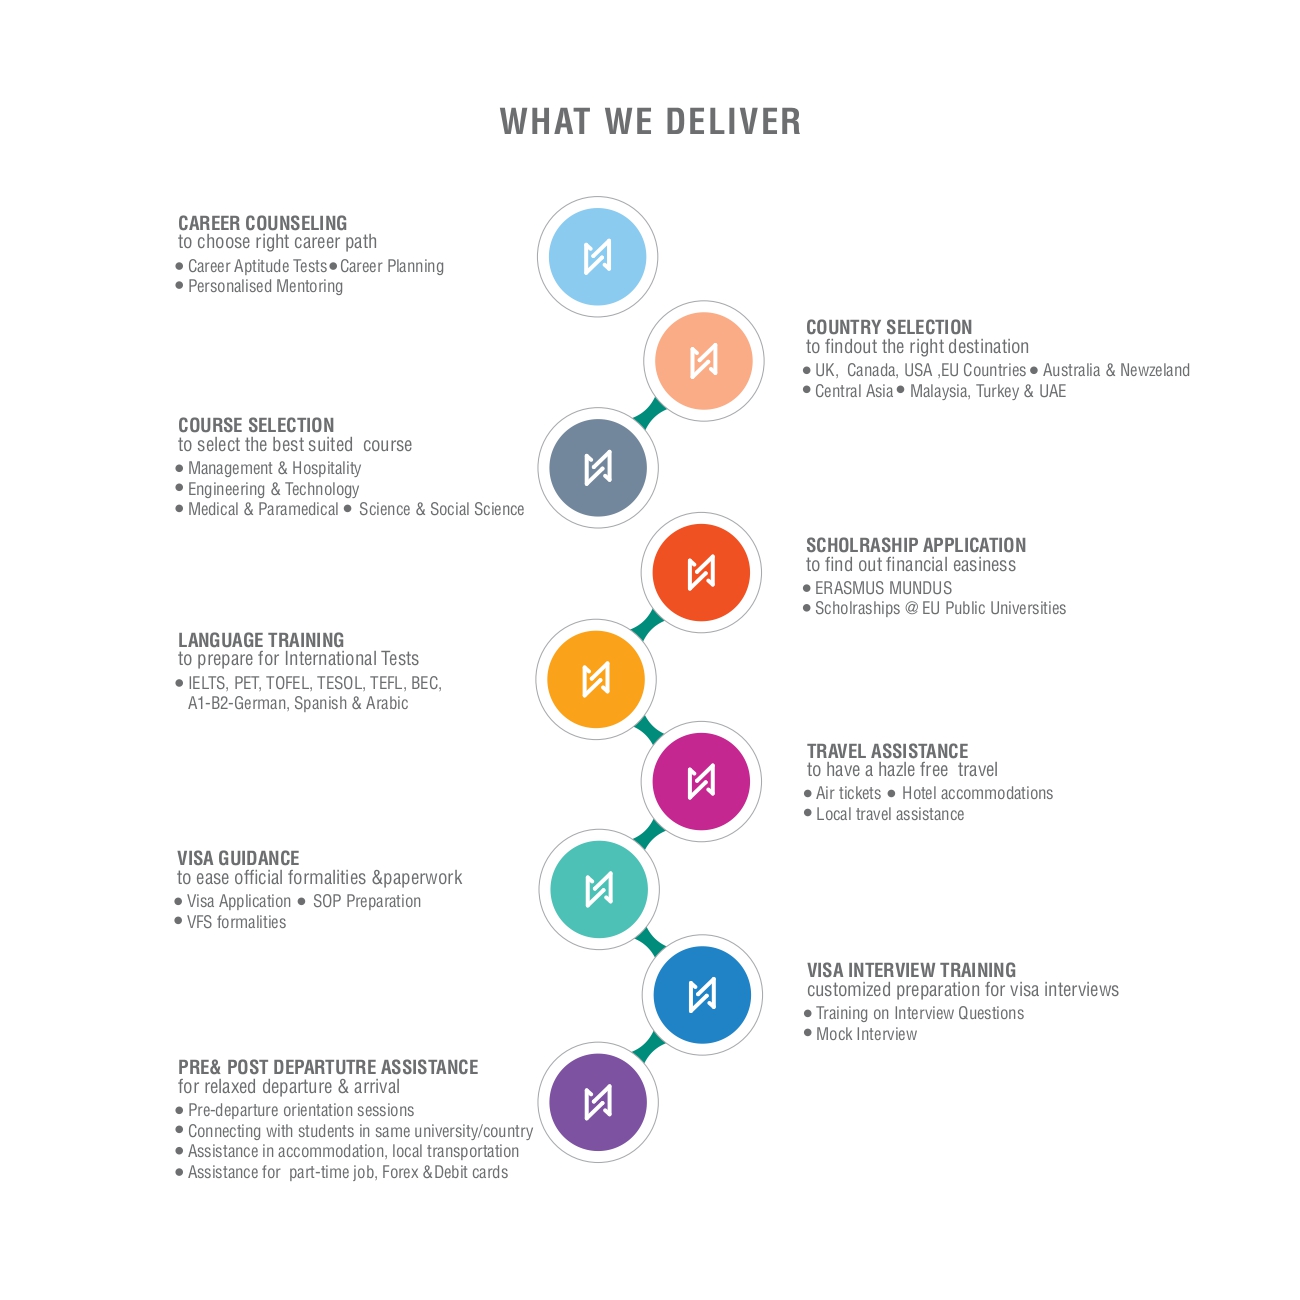 WHAT WE DELIVER
CAREER COUNSELING
to choose right career path
● Career Aptitude Tests ● Career Planning
● Personalised Mentoring
COUNTRY SELECTION
to findout the right destination
● UK, Canada, USA ,EU Countries ● Australia & Newzeland
● Central Asia ● Malaysia, Turkey & UAE
COURSE SELECTION
to select the best suited course
● Management & Hospitality
● Engineering & Technology
● Medical & Paramedical ● Science & Social Science
SCHOLRASHIP APPLICATION
to find out financial easiness
● ERASMUS MUNDUS
● Scholraships @ EU Public Universities
LANGUAGE TRAINING
to prepare for International Tests
● IELTS, PET, TOFEL, TESOL, TEFL, BEC,
A1-B2-German, Spanish & Arabic
TRAVEL ASSISTANCE
to have a hazle free travel
● Air tickets ● Hotel accommodations
● Local travel assistance
VISA GUIDANCE
to ease official formalities &paperwork
● Visa Application ● SOP Preparation
● VFS formalities
VISA INTERVIEW TRAINING
customized preparation for visa interviews
● Training on Interview Questions
● Mock Interview
PRE& POST DEPARTUTRE ASSISTANCE
for relaxed departure & arrival
● Pre-departure orientation sessions
● Connecting with students in same university/country
● Assistance in accommodation, local transportation
● Assistance for part-time job, Forex &Debit cards